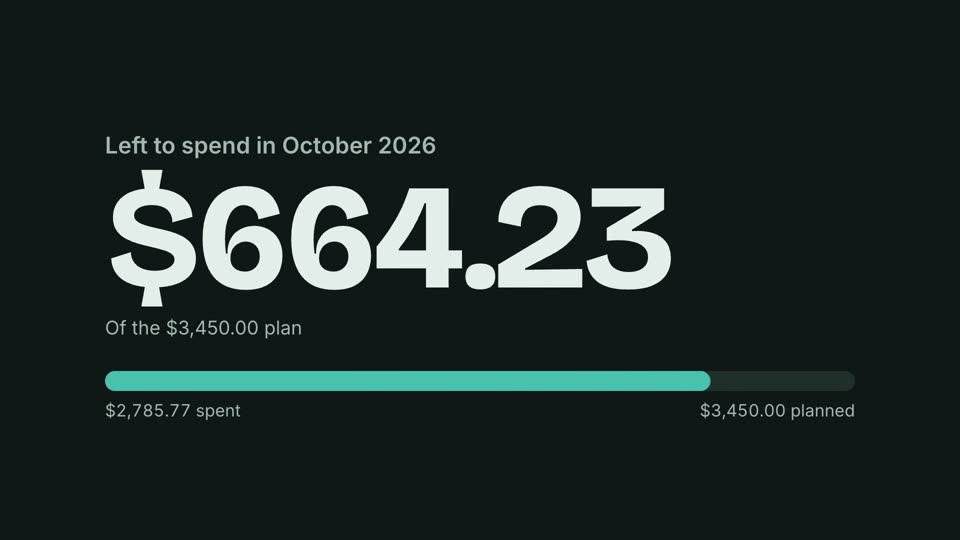 Left to spend in October 2026
$664.23
Of the $3,450.00 plan
$2,785.77 spent
$3,450.00 planned